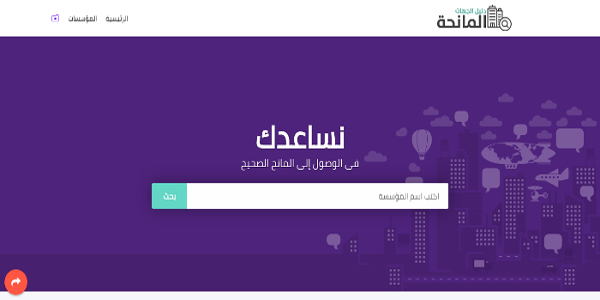 دليل الجهات
المانحة
الرئيسية
المؤسسات
نساعدك
في الوصول إلى المانح الصحيح
اكتب اسم المؤسسة
بحث